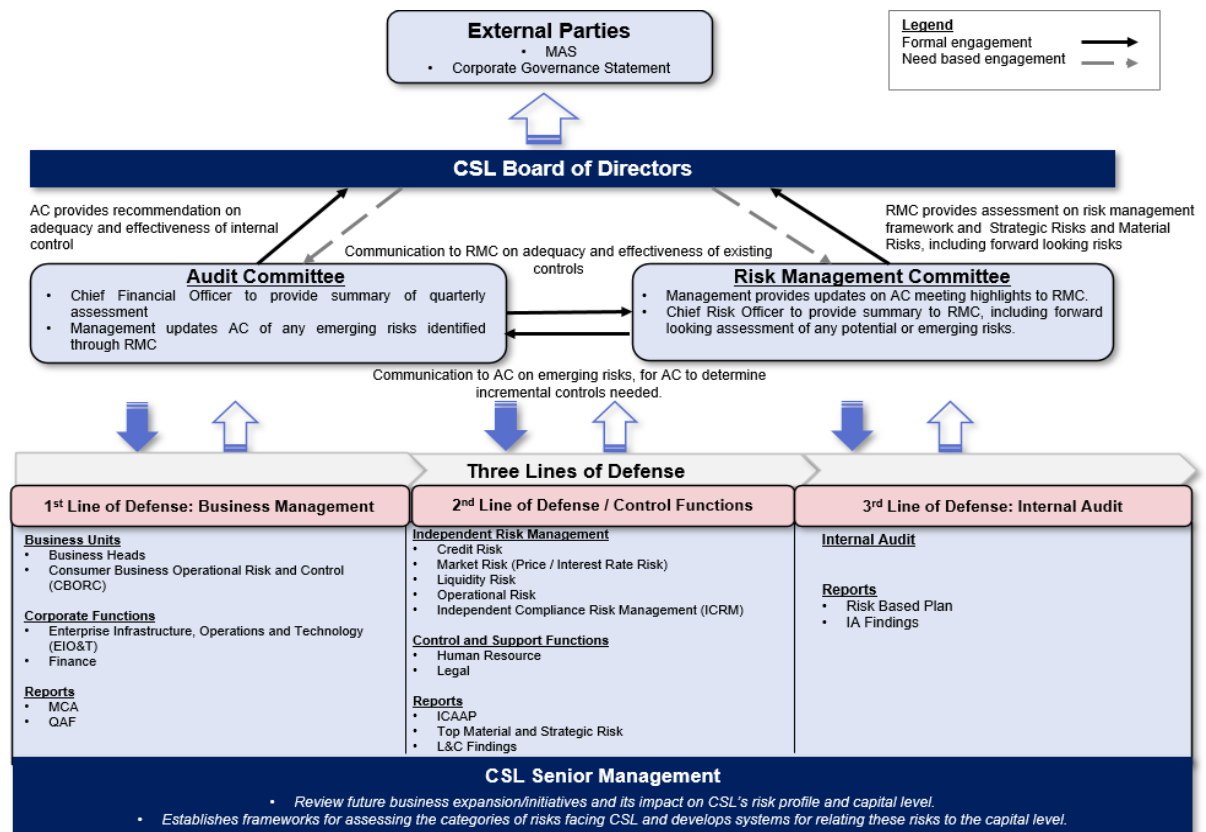 External Parties
• MAS
• Corporate Governance Statement
Legend
Formal engagement
Need based engagement
CSL Board of Directors
AC provides recommendation on
adequacy and effectiveness of internal
control
RMC provides assessment on risk management
framework and Strategic Risks and Material
Risks, including forward looking risks
Communication to RMC on adequacy and effectiveness of existing
controls
Audit Committee
• Chief Financial Officer to provide summary of quarterly
assessment
• Management updates AC of any emerging risks identified
through RMC
Risk Management Committee
• Management provides updates on AC meeting highlights to RMC.
• Chief Risk Officer to provide summary to RMC, including forward
looking assessment of any potential or emerging risks.
Communication to AC on emerging risks, for AC to determine
incremental controls needed.
Three Lines of Defense
1st Line of Defense: Business Management
2nd Line of Defense / Control Functions
3rd Line of Defense: Internal Audit
Business Units
• Business Heads
• Consumer Business Operational Risk and Control
(CBORC)
Corporate Functions
• Enterprise Infrastructure, Operations and Technology
(EIO&T)
• Finance
Reports
• MCA
• QAF
Independent Risk Management
• Credit Risk
• Market Risk (Price / Interest Rate Risk)
• Liquidity Risk
• Operational Risk
• Independent Compliance Risk Management (ICRM)
Control and Support Functions
• Human Resource
• Legal
Reports
• ICAAP
• Top Material and Strategic Risk
• L&C Findings
Internal Audit
Reports
• Risk Based Plan
• IA Findings
CSL Senior Management
• Review future business expansion/initiatives and its impact on CSL's risk profile and capital level.
• Establishes frameworks for assessing the categories of risks facing CSL and develops systems for relating these risks to the capital level.